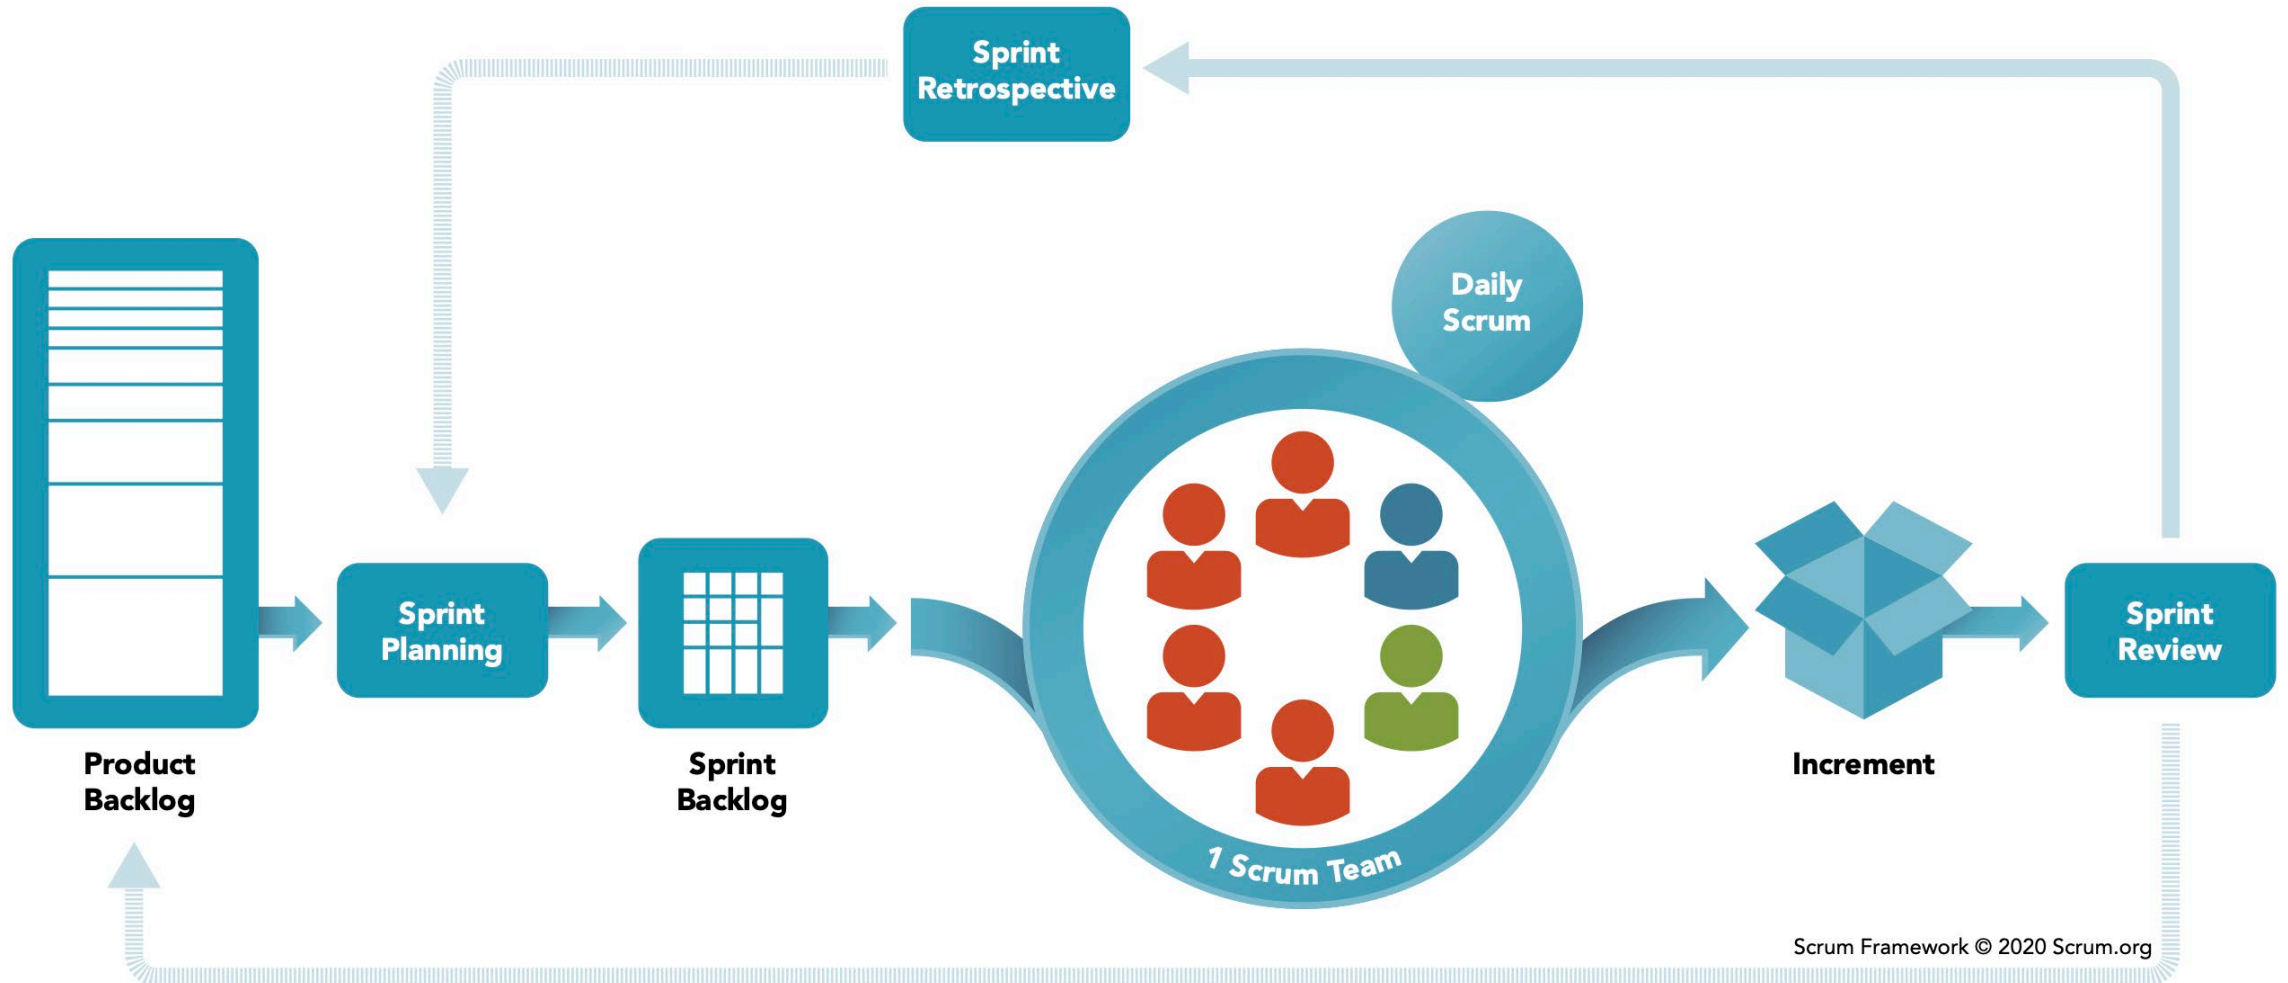 Sprint
Retrospective
Daily
Scrum
Sprint
Planning
Sprint
Review
Product
Backlog
Sprint
Backlog
Increment
1 Scrum Team
Scrum Framework © 2020 Scrum.org